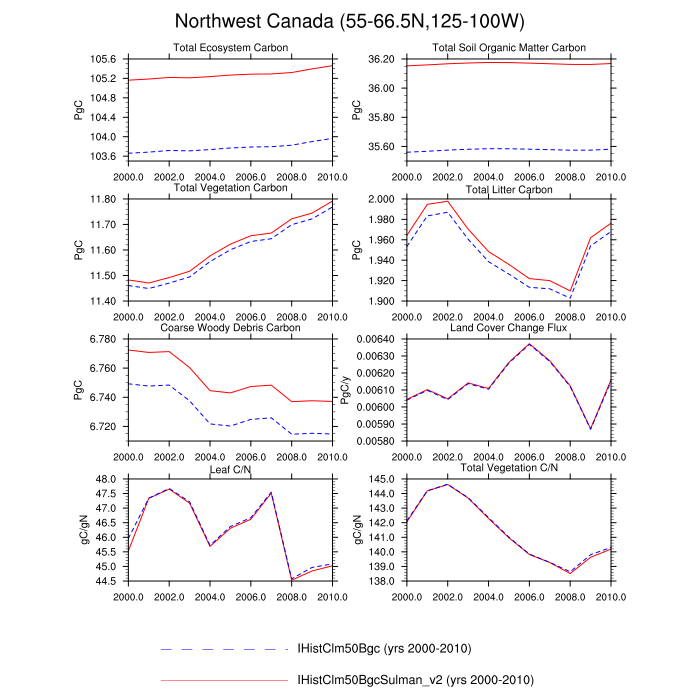 Northwest Canada (55-66.5N,125-100W)
Total Ecosystem Carbon
PgC
105.6
105.2
104.8
104.4
104.0
103.6
2000.0 2002.0 2004.0 2006.0 2008.0 2010.0
Total Soil Organic Matter Carbon
PgC
36.20
36.00
35.80
35.60
2000.0 2002.0 2004.0 2006.0 2008.0 2010.0
Total Vegetation Carbon
PgC
11.80
11.70
11.60
11.50
11.40
2000.0 2002.0 2004.0 2006.0 2008.0 2010.0
Total Litter Carbon
PgC
2.000
1.980
1.960
1.940
1.920
1.900
2000.0 2002.0 2004.0 2006.0 2008.0 2010.0
Coarse Woody Debris Carbon
PgC
6.780
6.760
6.740
6.720
2000.0 2002.0 2004.0 2006.0 2008.0 2010.0
Land Cover Change Flux
PgC/y
0.00640
0.00630
0.00620
0.00610
0.00600
0.00590
0.00580
2000.0 2002.0 2004.0 2006.0 2008.0 2010.0
Leaf C/N
gC/gN
48.0
47.5
47.0
46.5
46.0
45.5
45.0
44.5
2000.0 2002.0 2004.0 2006.0 2008.0 2010.0
Total Vegetation C/N
gC/gN
145.0
144.0
143.0
142.0
141.0
140.0
139.0
138.0
2000.0 2002.0 2004.0 2006.0 2008.0 2010.0
IHistClm50Bgc (yrs 2000-2010)
IHistClm50BgcSulman_v2 (yrs 2000-2010)